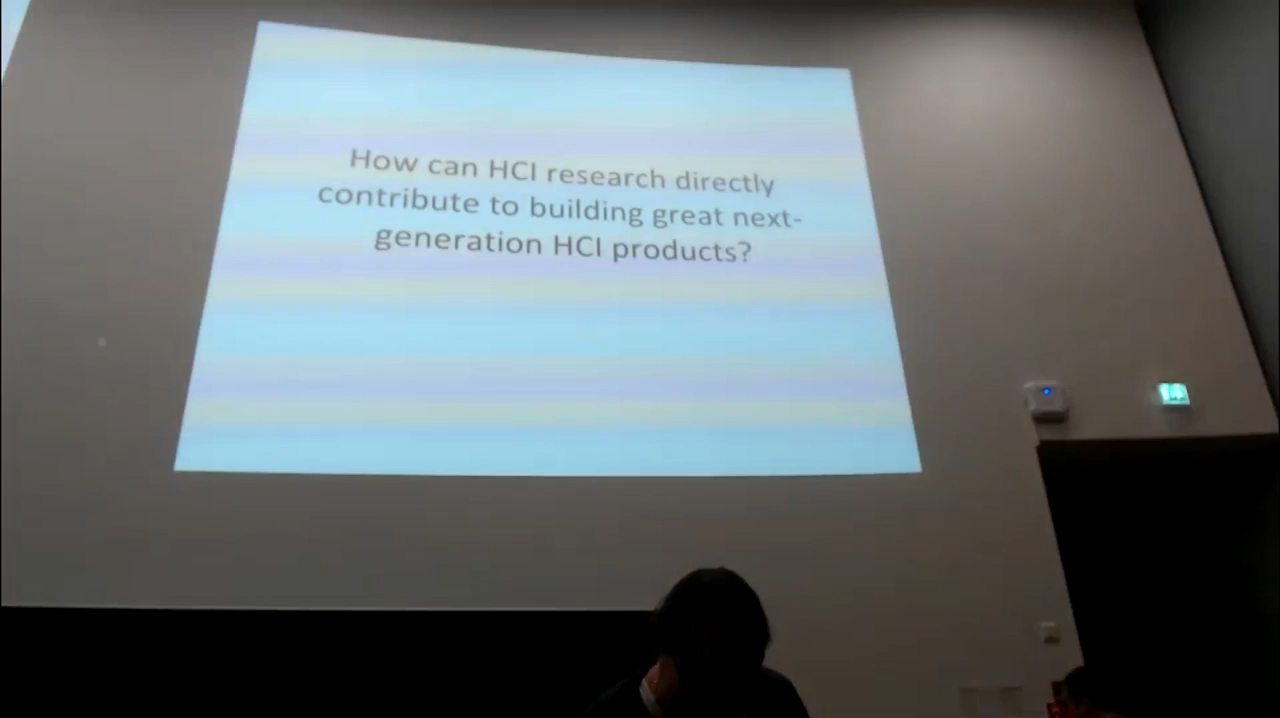 How can HCI research directly
contribute to building great next-
generation HCI products?